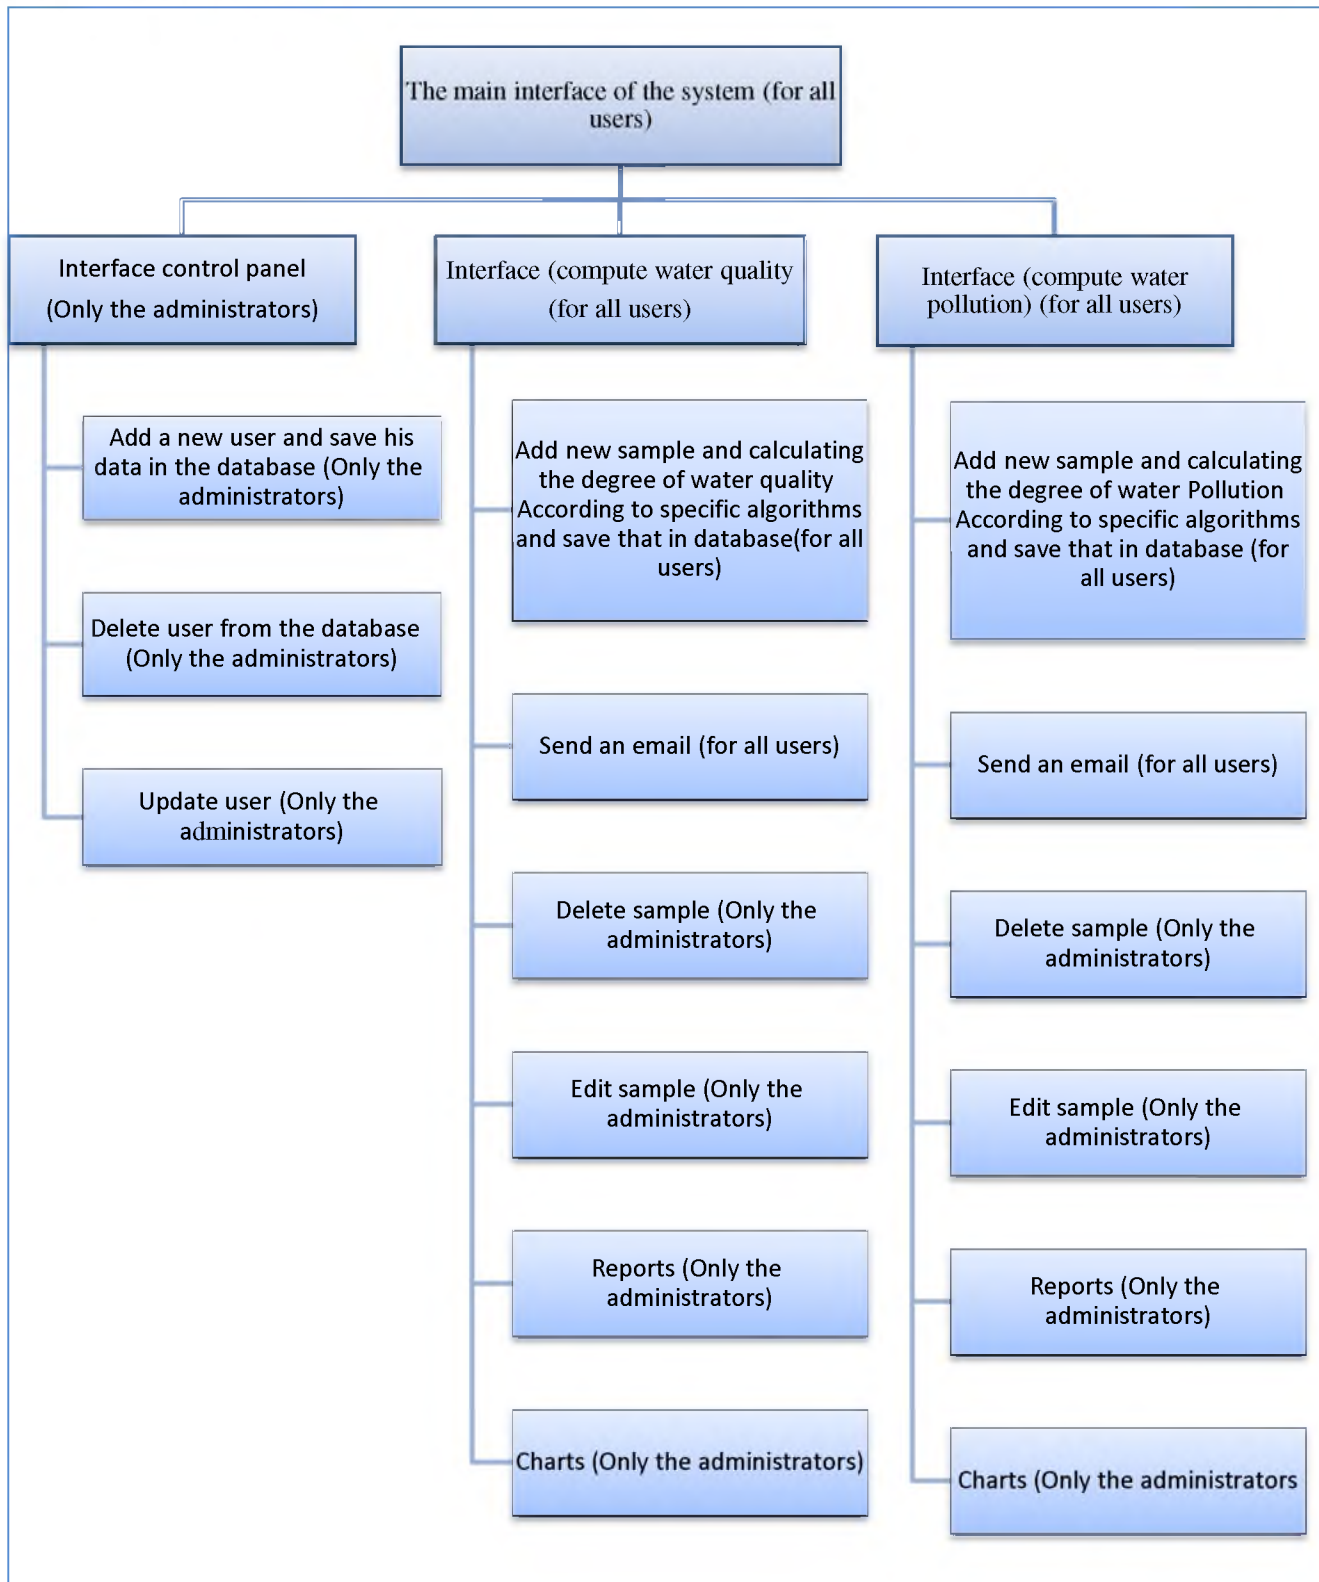 The main interface of the system (for all
users)
Interface control panel
(Only the administrators)
Add a new user and save his
data in the database (Only the
administrators)
Delete user from the database
(Only the administrators)
Update user (Only the
administrators)
Interface (compute water quality
(for all users)
Add new sample and calculating
the degree of water quality
According to specific algorithms
and save that in database(for all
users)
Send an email (for all users)
Delete sample (Only the
administrators)
Edit sample (Only the
administrators)
Reports (Only the
administrators)
Charts (Only the administrators)
Interface (compute water
pollution) (for all users)
Add new sample and calculating
the degree of water Pollution
According to specific algorithms
and save that in database (for
all users)
Send an email (for all users)
Delete sample (Only the
administrators)
Edit sample (Only the
administrators)
Reports (Only the
administrators)
Charts (Only the administrators